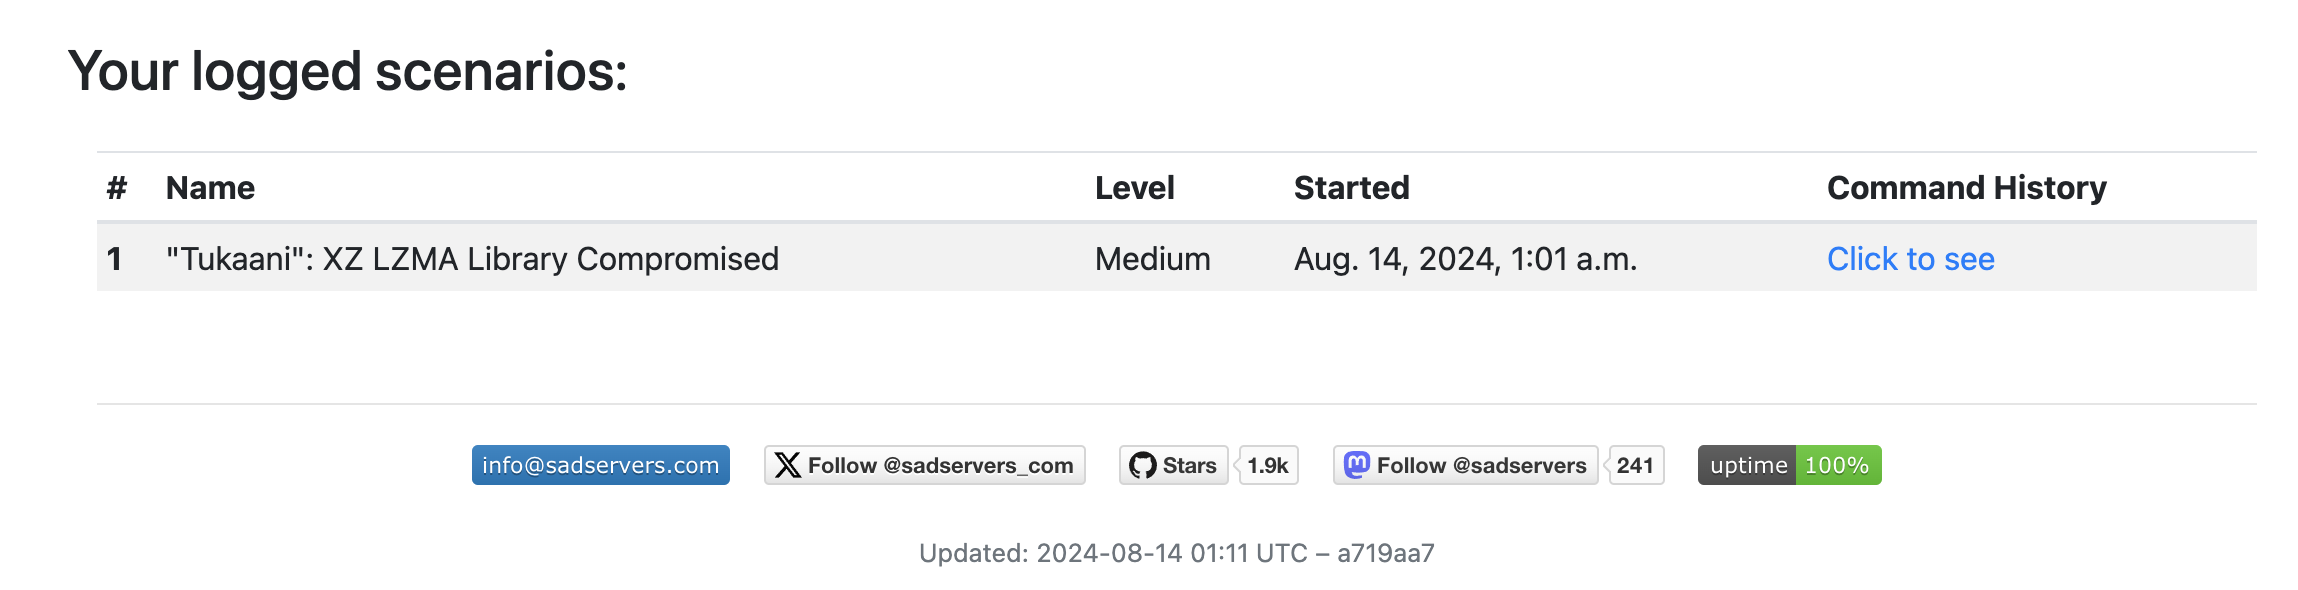 Your logged scenarios:
# Name Level Started Command History
1 "Tukaani": XZ LZMA Library Compromised Medium Aug. 14, 2024, 1:01 a.m. Click to see
info@sadservers.com Follow @sadservers_com Stars 1.9k Follow @sadservers 241 uptime 100%
Updated: 2024-08-14 01:11 UTC – a719aa7